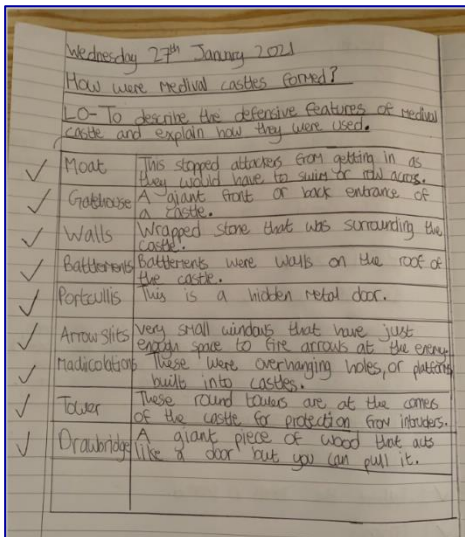 Wednesday 27th January 2021
How were Medival castles formed?
LO-To describe the defensive features of medival
castle and explain how they were used.
Moat This stopped attackers from getting in as
they would have to swim or row across.
Gatehouse A giant front or back entrance of
a castle.
Walls Wrapped stone that was surrounding the
castle.
Battlements Battlements were walls on the roof of
the castle.
Portcullis This is a hidden metal door.
Arrowslits Very small windows that have just
enough space to fire arrows at the enemy.
Madicolations These were overhanging holes, or platforms
built into castles.
Tower These round towers are at the corners
of the castle for protection from intruders.
Drawbridge A giant piece of wood that acts
like a door but you can pull it.